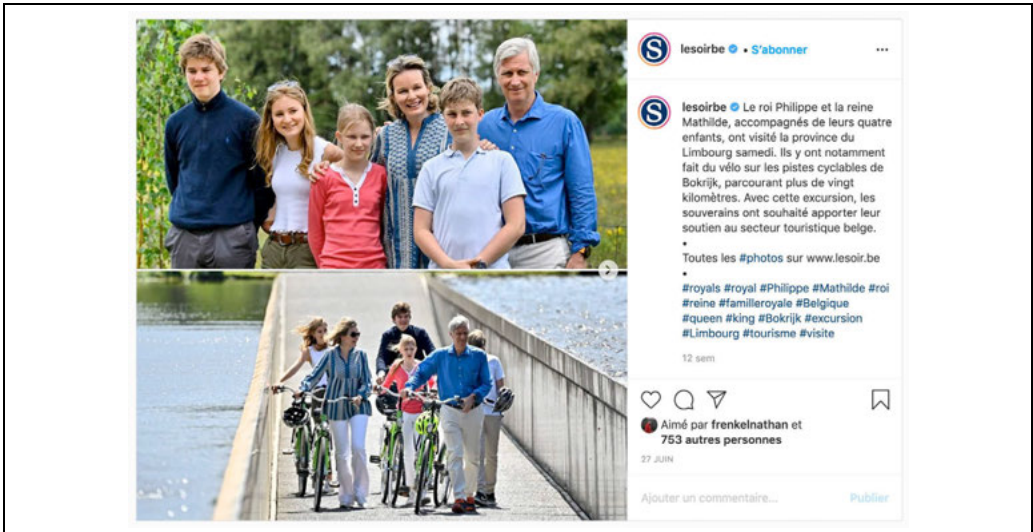 S
lesoirbe • S'abonner
S
lesoirbe Le roi Philippe et la reine
Mathilde, accompagnés de leurs quatre
enfants, ont visité la province du
Limbourg samedi. Ils y ont notamment
fait du vélo sur les pistes cyclables de
Bokrijk, parcourant plus de vingt
kilomètres. Avec cette excursion, les
souverains ont souhaité apporter leur
soutien au secteur touristique belge.
•
Toutes les #photos sur www.lesoir.be
•
#royals #royal #Philippe #Mathilde #roi
#reine #familleroyale #Belgique
#queen #king #Bokrijk #excursion
#Limbourg #tourisme #visite
12 sem
Aimé par frenkelnathan et
753 autres personnes
27 JUIN
Ajouter un commentaire... Publier